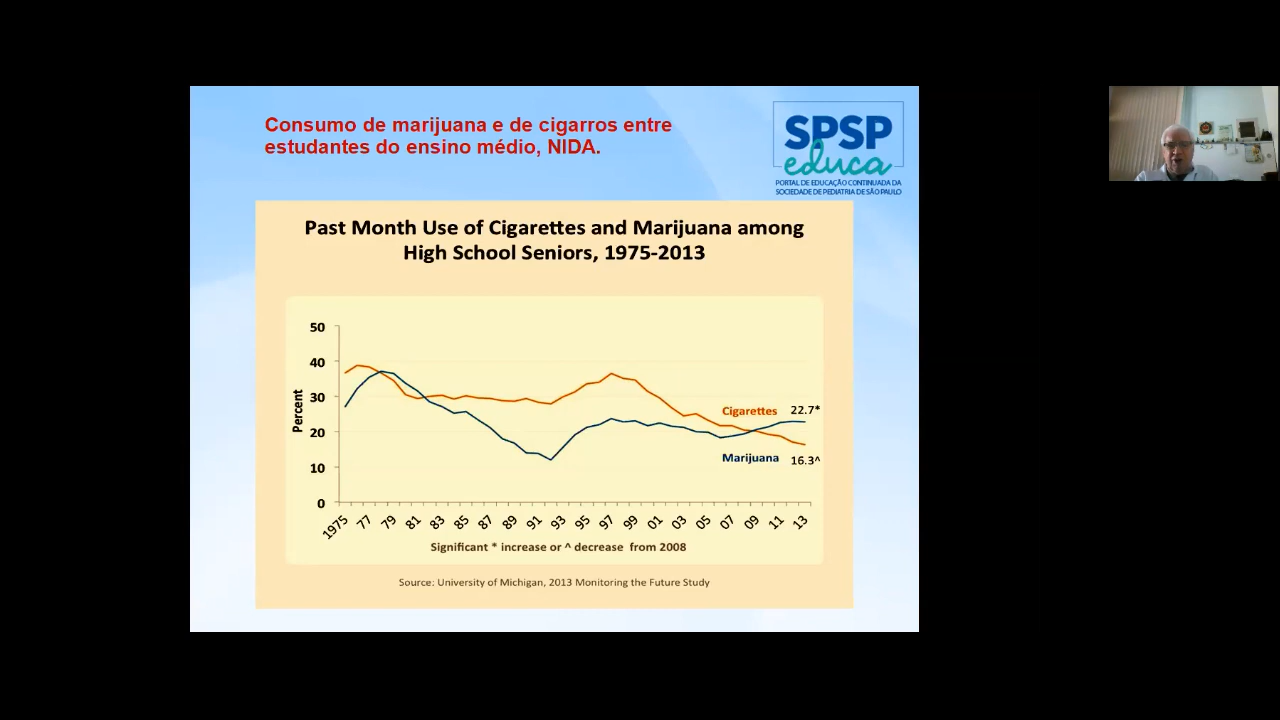 Consumo de marijuana e de cigarros entre
estudantes do ensino médio, NIDA.
SPSP
educa
PORTAL DE EDUCAÇÃO CONTINUADA DA
SOCIEDADE DE PEDIATRIA DE SÃO PAULO
Past Month Use of Cigarettes and Marijuana among
High School Seniors, 1975-2013
50
40
30
20
10
0
Percent
Cigarettes
22.7*
Marijuana
16.3^
1975 77 79 81 83 85 87 89 91 93 95 97 99 01 03 05 07 09 11 13
Significant * increase or ^ decrease from 2008
Source: University of Michigan, 2013 Monitoring the Future Study